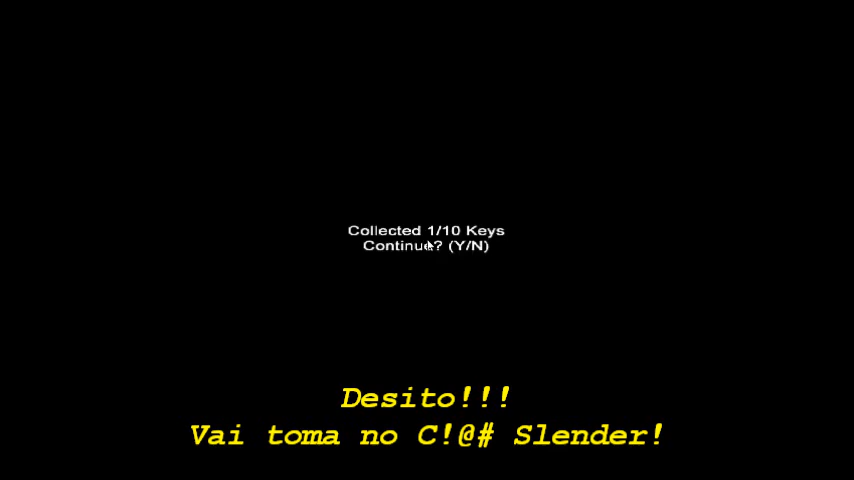 Collected 1/10 Keys
Continue? (Y/N)
Desito!!!
Vai toma no C!@# Slender!